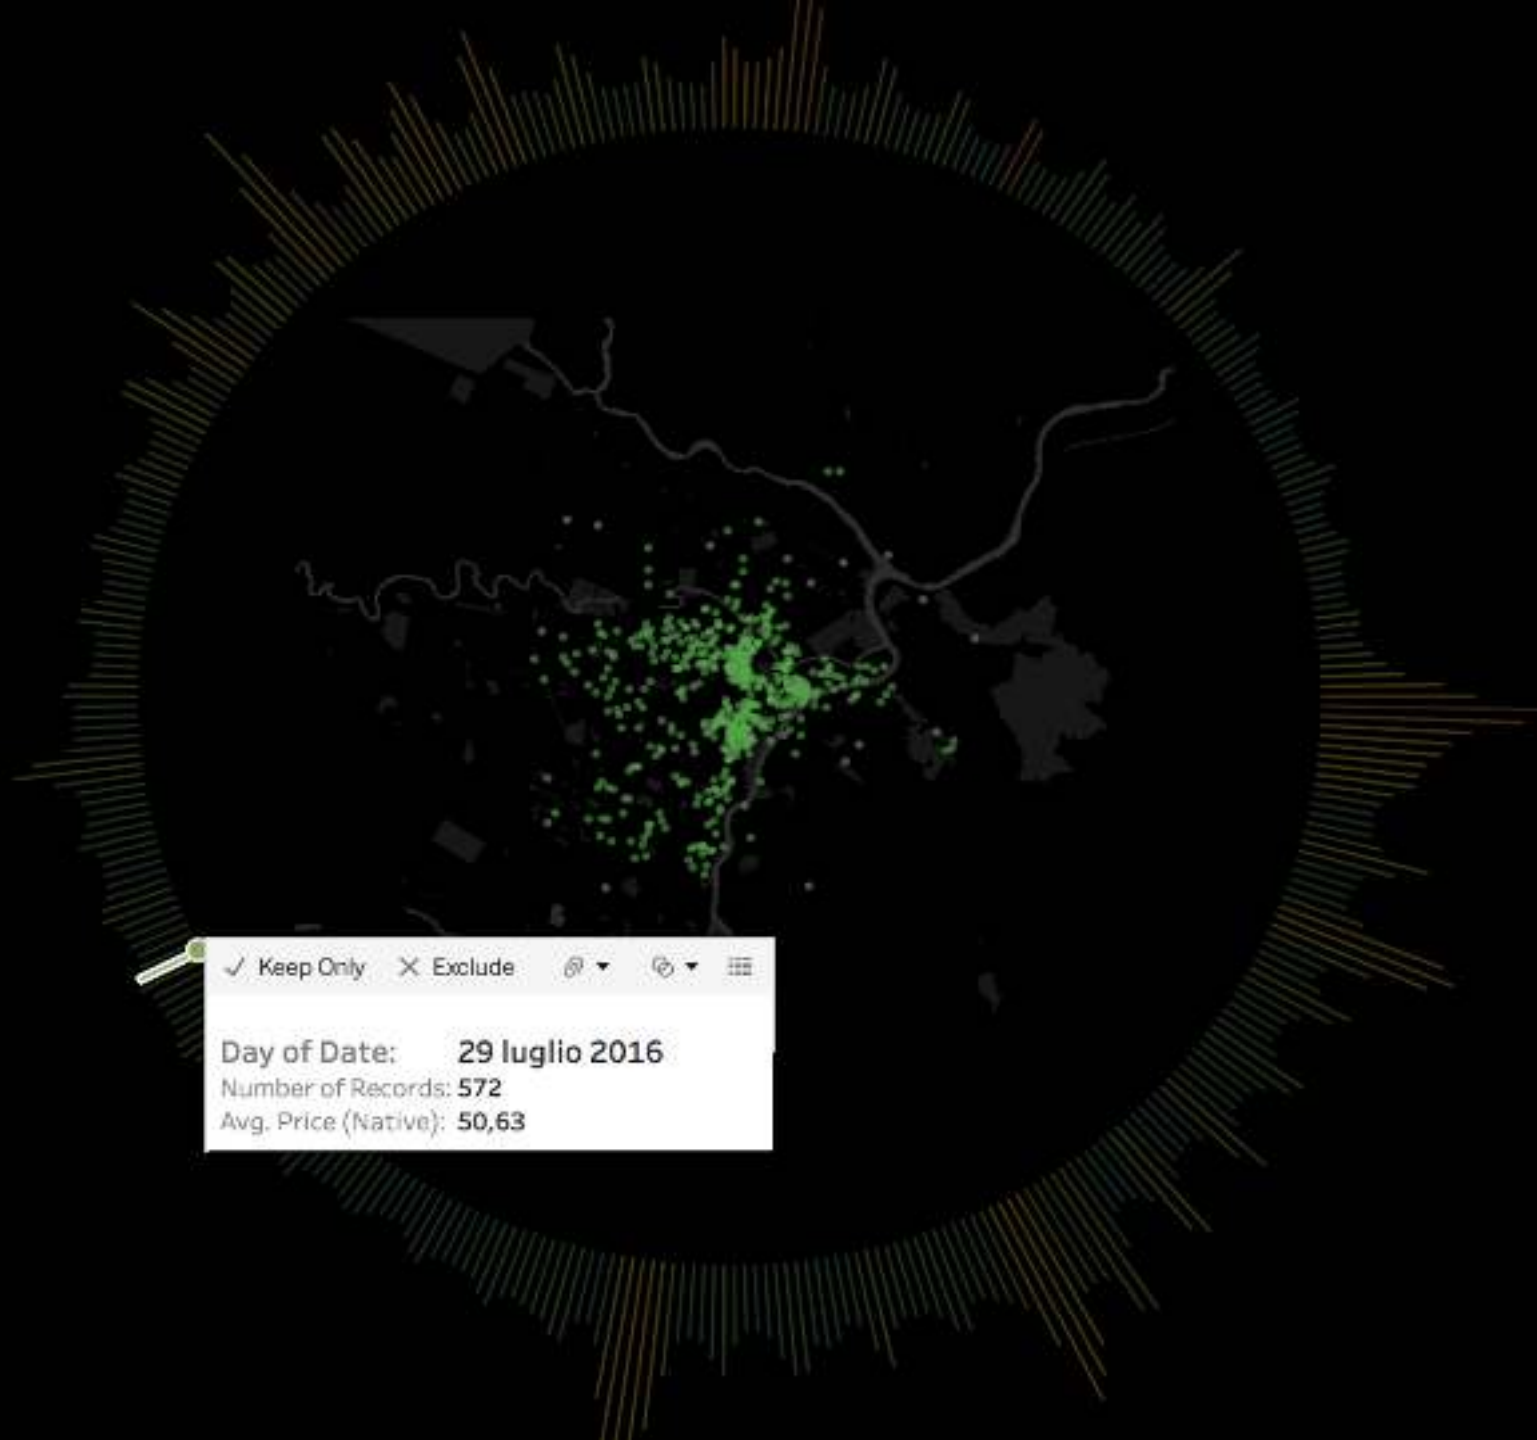 Keep Only Exclude
Day of Date: 29 luglio 2016
Number of Records: 572
Avg. Price (Native): 50,63